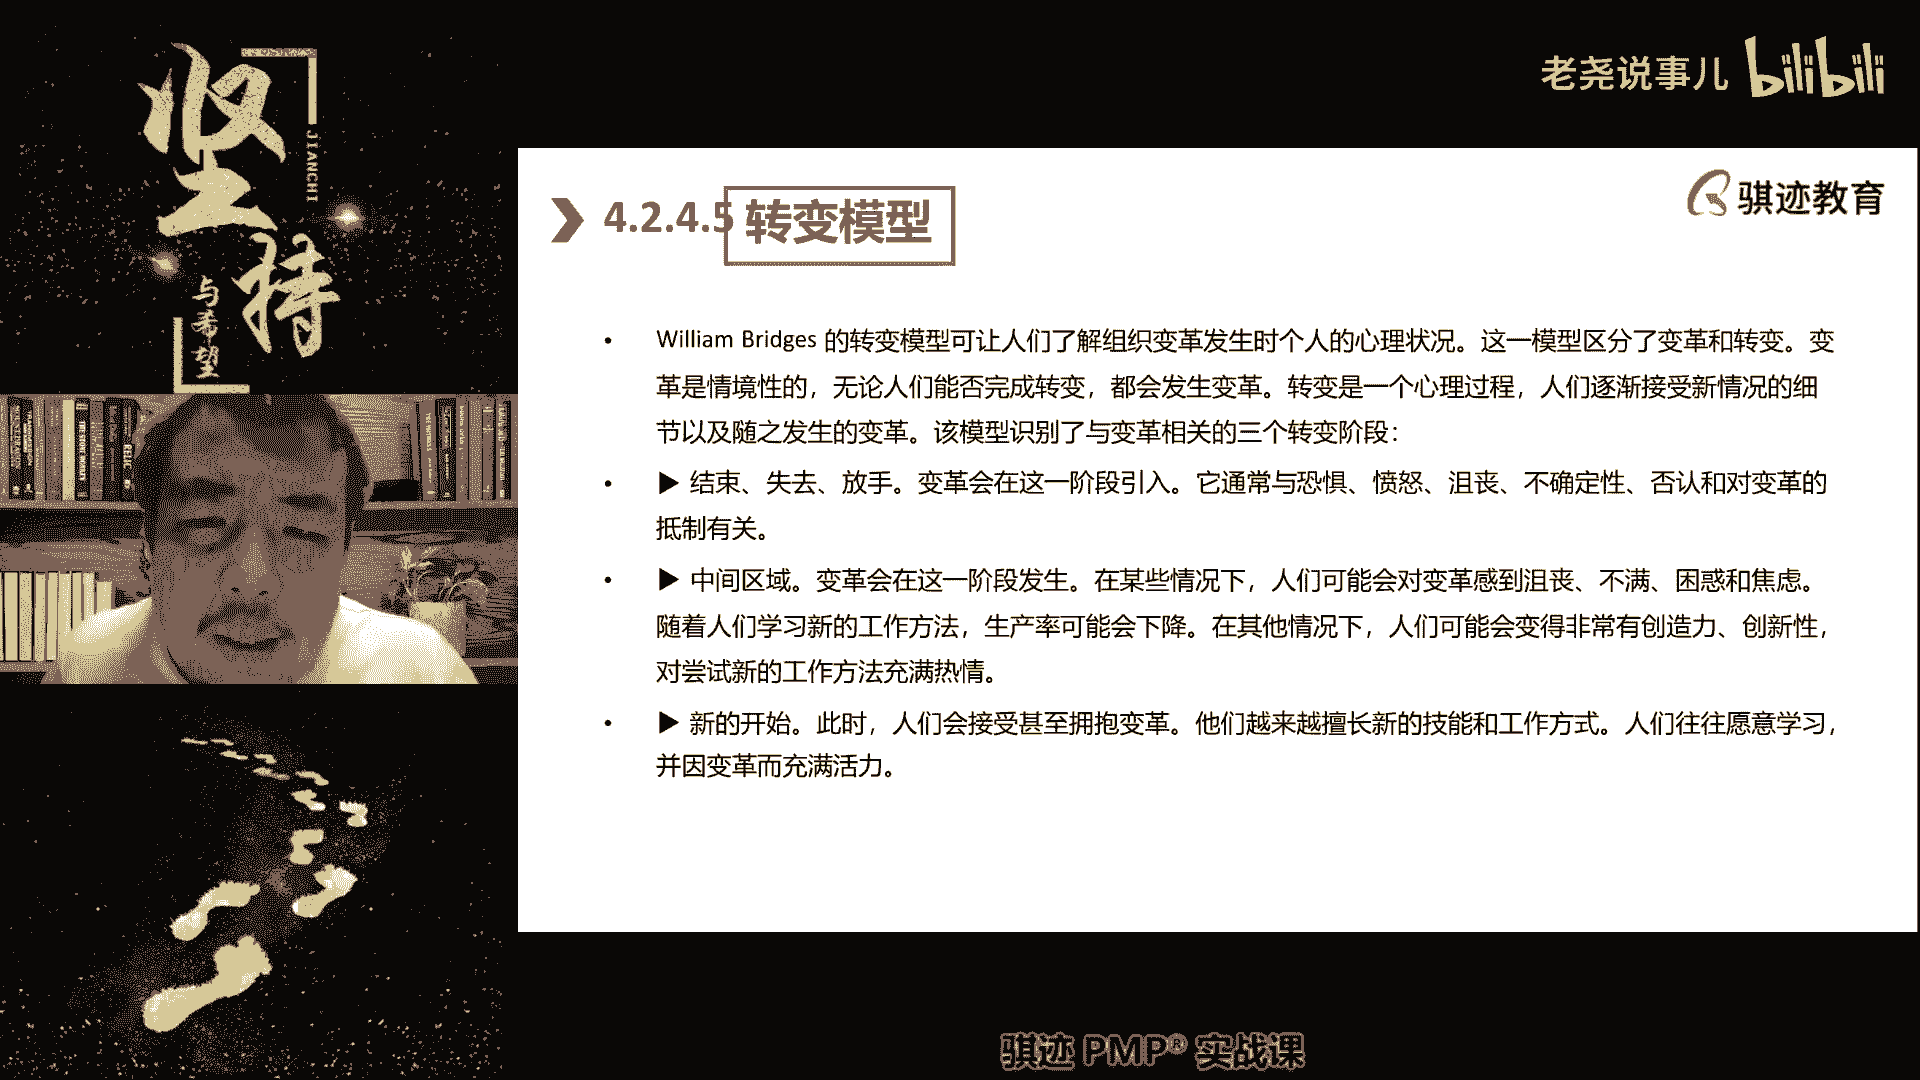 坚持
JIANCHI
与希望
老尧说事儿 bilibili
骐迹教育
4.2.4.5 转变模型
• William Bridges 的转变模型可让人们了解组织变革发生时个人的心理状况。这一模型区分了变革和转变。变
革是情境性的，无论人们能否完成转变，都会发生变革。转变是一个心理过程，人们逐渐接受新情况的细
节以及随之发生的变革。该模型识别了与变革相关的三个转变阶段：
• ▶ 结束、失去、放手。变革会在这一阶段引入。它通常与恐惧、愤怒、沮丧、不确定性、否认和对变革的
抵制有关。
• ▶ 中间区域。变革会在这一阶段发生。在某些情况下，人们可能会对变革感到沮丧、不满、困惑和焦虑。
随着人们学习新的工作方法，生产率可能会下降。在其他情况下，人们可能会变得非常有创造力、创新性，
对尝试新的工作方法充满热情。
• ▶ 新的开始。此时，人们会接受甚至拥抱变革。他们越来越擅长新的技能和工作方式。人们往往愿意学习，
并因变革而充满活力。
骐迹 PMP® 实战课